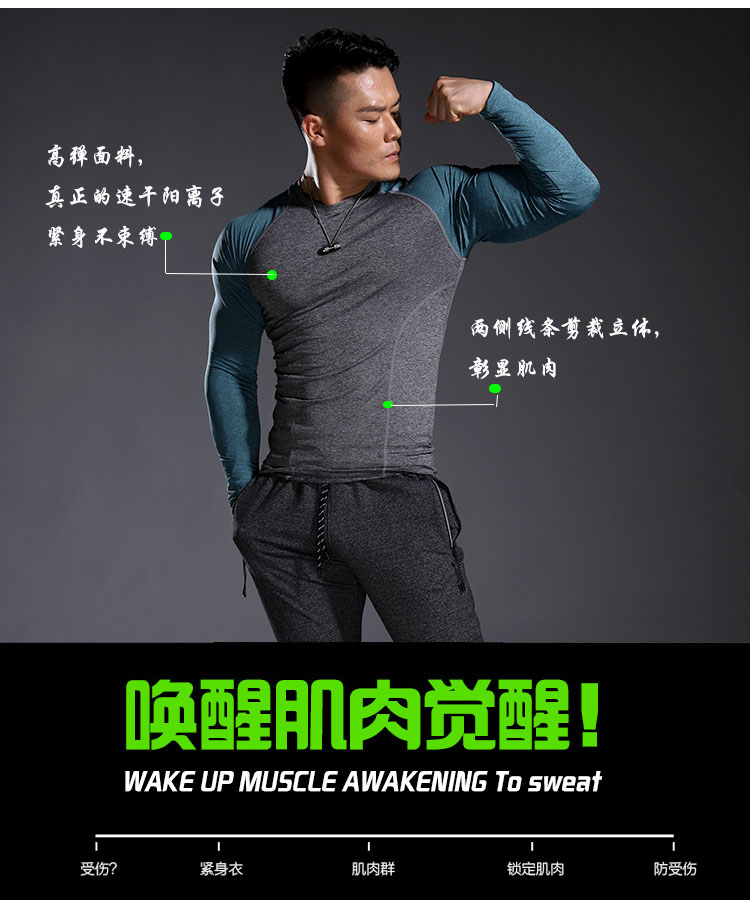 高弹面料，
真正的速干阳离子
紧身不束缚
两侧线条剪裁立体，
彰显肌肉
唤醒肌肉觉醒！
WAKE UP MUSCLE AWAKENING To sweat
受伤？ 紧身衣 肌肉群 锁定肌肉 防受伤